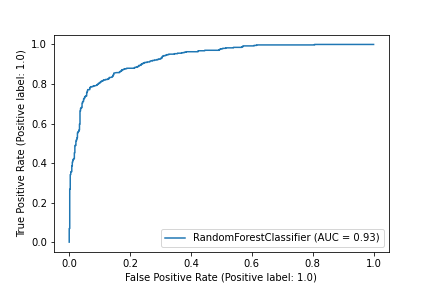 True Positive Rate (Positive label: 1.0)
1.0
0.8
0.6
0.4
0.2
0.0
RandomForestClassifier (AUC = 0.93)
0.0 0.2 0.4 0.6 0.8 1.0
False Positive Rate (Positive label: 1.0)